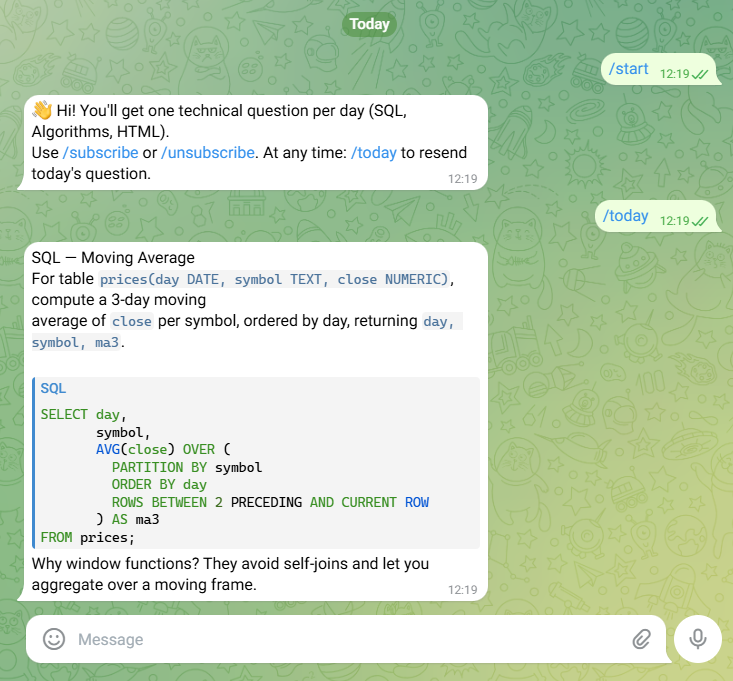 Today
/start 12:19
👋 Hi! You'll get one technical question per day (SQL,
Algorithms, HTML).
Use /subscribe or /unsubscribe. At any time: /today to resend
today's question.
12:19
/today 12:19
SQL — Moving Average
For table prices(day DATE, symbol TEXT, close NUMERIC),
compute a 3-day moving
average of close per symbol, ordered by day, returning day,
symbol, ma3.
SQL
SELECT day,
       symbol,
       AVG(close) OVER (
         PARTITION BY symbol
         ORDER BY day
         ROWS BETWEEN 2 PRECEDING AND CURRENT ROW
       ) AS ma3
FROM prices;
Why window functions? They avoid self-joins and let you
aggregate over a moving frame.
12:19
Message